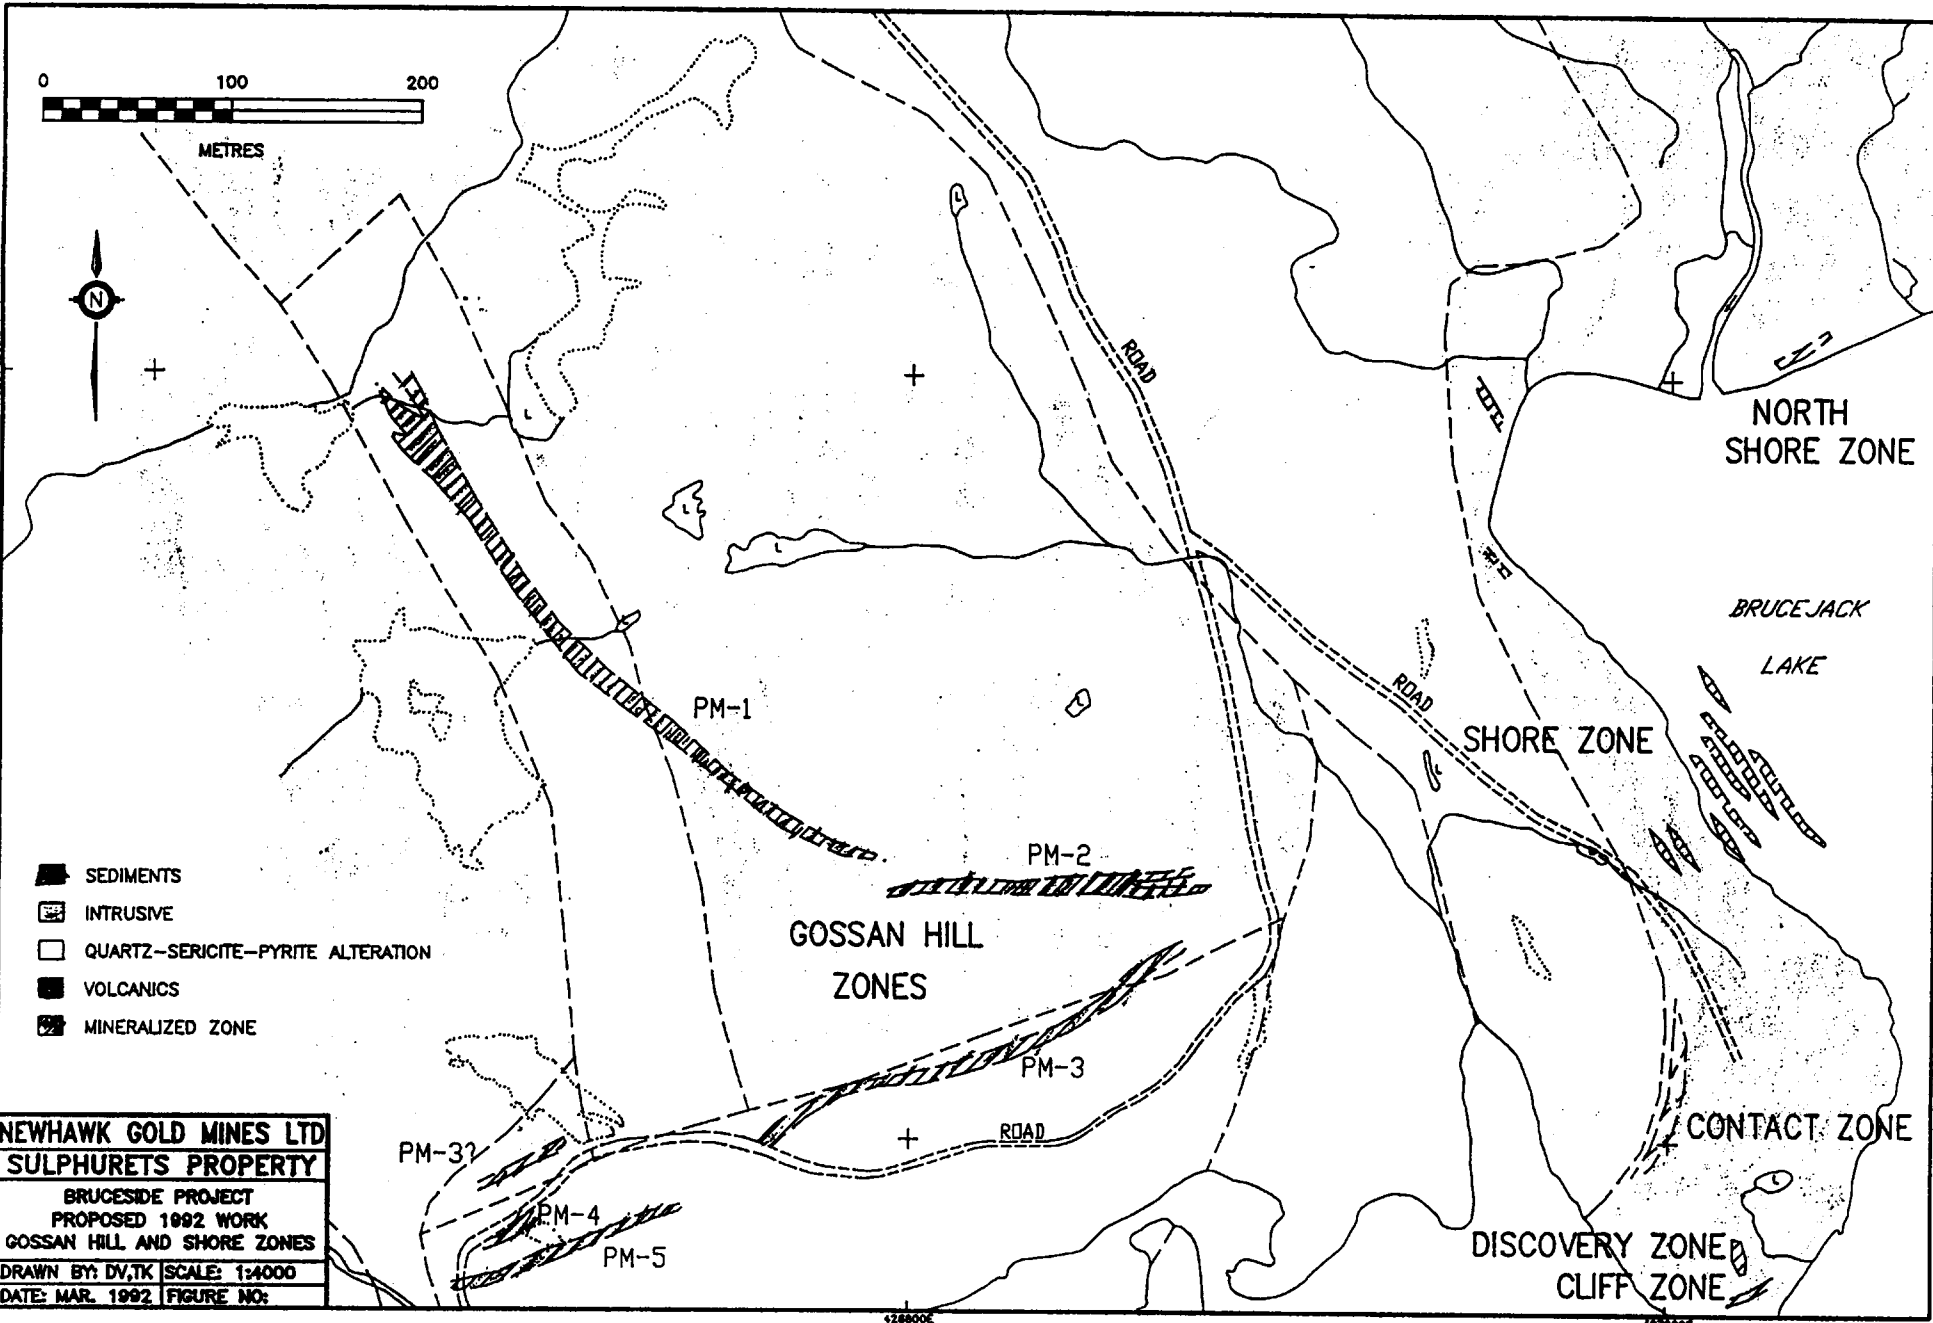 0 100 200
METRES
N
ROAD
NORTH
SHORE ZONE
BRUCEJACK
LAKE
L
L
L
L
ROAD
PM-1
SHORE ZONE
PM-2
GOSSAN HILL
ZONES
SEDIMENTS
INTRUSIVE
QUARTZ-SERICITE-PYRITE ALTERATION
VOLCANICS
MINERALIZED ZONE
PM-3
ROAD
CONTACT ZONE
PM-3?
PM-4
PM-5
L
DISCOVERY ZONE
CLIFF ZONE
NEWHAWK GOLD MINES LTD
SULPHURETS PROPERTY
BRUCESIDE PROJECT
PROPOSED 1992 WORK
GOSSAN HILL AND SHORE ZONES
DRAWN BY: DV,TK SCALE: 1:4000
DATE: MAR. 1992 FIGURE NO:
426800E